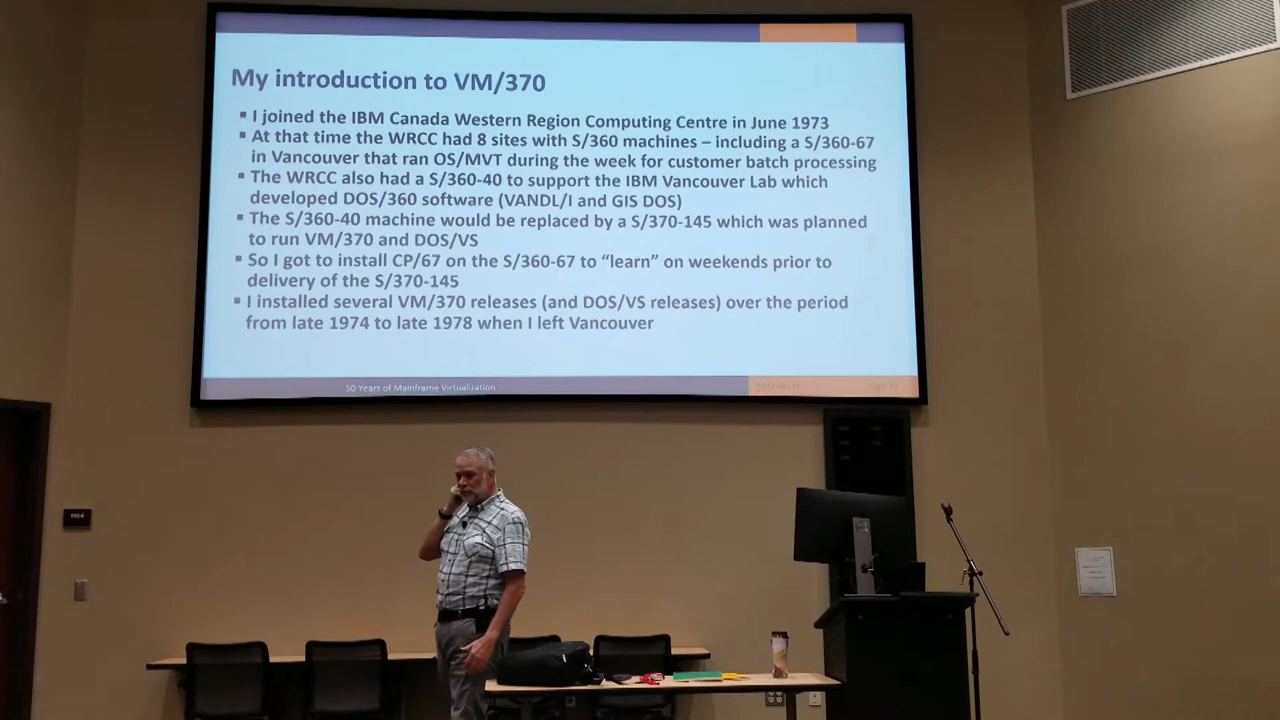 My introduction to VM/370
▪ I joined the IBM Canada Western Region Computing Centre in June 1973
▪ At that time the WRCC had 8 sites with S/360 machines – including a S/360-67
in Vancouver that ran OS/MVT during the week for customer batch processing
▪ The WRCC also had a S/360-40 to support the IBM Vancouver Lab which
developed DOS/360 software (VANDL/I and GIS DOS)
▪ The S/360-40 machine would be replaced by a S/370-145 which was planned
to run VM/370 and DOS/VS
▪ So I got to install CP/67 on the S/360-67 to “learn” on weekends prior to
delivery of the S/370-145
▪ I installed several VM/370 releases (and DOS/VS releases) over the period
from late 1974 to late 1978 when I left Vancouver
50 Years of Mainframe Virtualization
1104